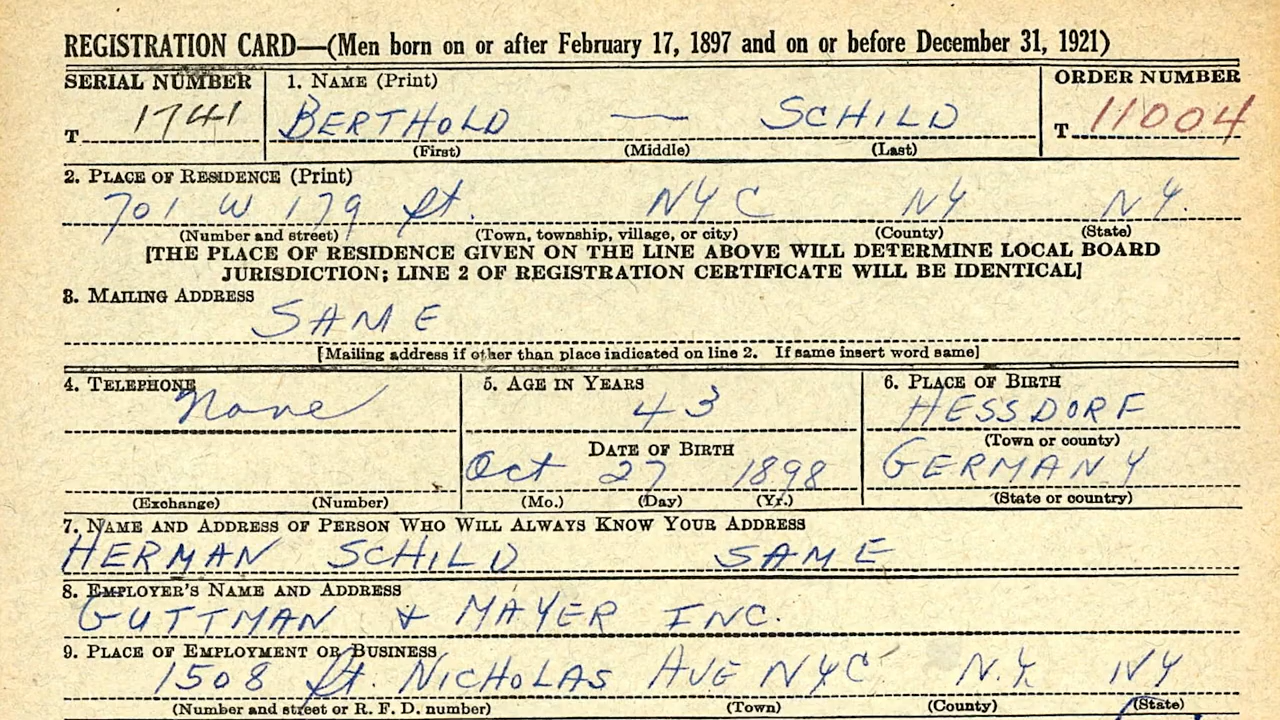 REGISTRATION CARD—(Men born on or after February 17, 1897 and on or before December 31, 1921)
SERIAL NUMBER 1. NAME (Print) ORDER NUMBER
T 1741 BERTHOLD — SCHILD T 11004
(First) (Middle) (Last)
2. PLACE OF RESIDENCE (Print)
701 W 179 St. NYC NY NY.
(Number and street) (Town, township, village, or city) (County) (State)
[THE PLACE OF RESIDENCE GIVEN ON THE LINE ABOVE WILL DETERMINE LOCAL BOARD
JURISDICTION; LINE 2 OF REGISTRATION CERTIFICATE WILL BE IDENTICAL]
3. MAILING ADDRESS
SAME
[Mailing address if other than place indicated on line 2. If same insert word same]
4. TELEPHONE 5. AGE IN YEARS 6. PLACE OF BIRTH
None 43 HESSDORF
(Town or county)
DATE OF BIRTH
Oct 27 1898 GERMANY
(Exchange) (Number) (Mo.) (Day) (Yr.) (State or country)
7. NAME AND ADDRESS OF PERSON WHO WILL ALWAYS KNOW YOUR ADDRESS
HERMAN SCHILD SAME
8. EMPLOYER'S NAME AND ADDRESS
GUTTMAN & MAYER INC.
9. PLACE OF EMPLOYMENT OR BUSINESS
1508 St. NICHOLAS AVE NYC N.Y. NY
(Number and street or R. F. D. number) (Town) (County) (State)